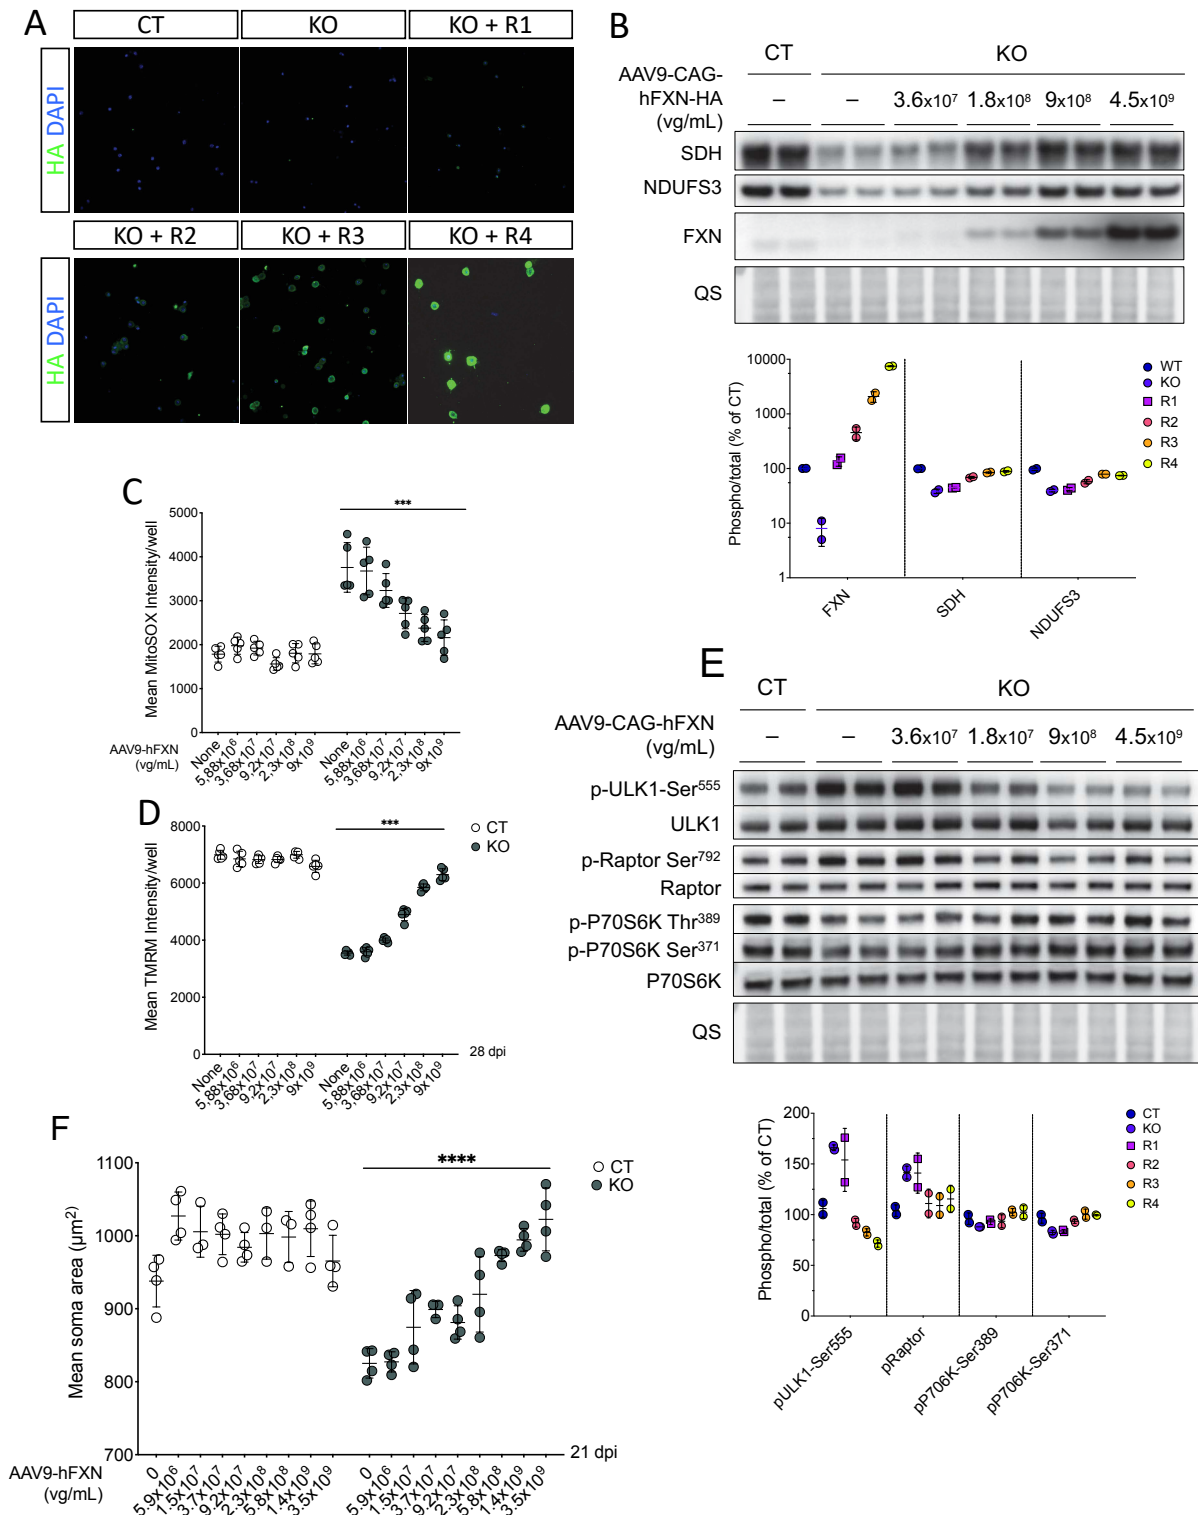 A
CT
KO
KO + R1
HA DAPI
KO + R2
KO + R3
KO + R4
HA DAPI
B
CT
KO
AAV9-CAG-
hFXN-HA
(vg/mL)
– – 3.6x10⁷ 1.8x10⁸ 9x10⁸ 4.5x10⁹
SDH
NDUFS3
FXN
QS
10000
1000
100
10
1
Phospho/total (% of CT)
FXN
SDH
NDUFS3
WT
KO
R1
R2
R3
R4
C
***
5000
4000
3000
2000
1000
0
Mean MitoSOX Intensity/well
AAV9-hFXN
(vg/mL)
None 5,88x10⁶ 3,68x10⁷ 9,2x10⁷ 2,3x10⁸ 9x10⁹
None 5,88x10⁶ 3,68x10⁷ 9,2x10⁷ 2,3x10⁸ 9x10⁹
D
***
CT
KO
8000
6000
4000
2000
0
Mean TMRM Intensity/well
28 dpi
None 5,88x10⁶ 3,68x10⁷ 9,2x10⁷ 2,3x10⁸ 9x10⁹
None 5,88x10⁶ 3,68x10⁷ 9,2x10⁷ 2,3x10⁸ 9x10⁹
E
CT
KO
AAV9-CAG-hFXN
(vg/mL)
– – 3.6x10⁷ 1.8x10⁷ 9x10⁸ 4.5x10⁹
p-ULK1-Ser⁵⁵⁵
ULK1
p-Raptor Ser⁷⁹²
Raptor
p-P70S6K Thr³⁸⁹
p-P70S6K Ser³⁷¹
P70S6K
QS
200
150
100
50
0
Phospho/total (% of CT)
pULK1-Ser555
pRaptor
pP706K-Ser389
pP706K-Ser371
CT
KO
R1
R2
R3
R4
F
****
CT
KO
1100
1000
900
800
700
Mean soma area (µm²)
21 dpi
AAV9-hFXN
(vg/mL)
0 5.9x10⁶ 1.5x10⁷ 3.7x10⁷ 9.2x10⁷ 2.3x10⁸ 5.8x10⁸ 1.4x10⁹ 3.5x10⁹
0 5.9x10⁶ 1.5x10⁷ 3.7x10⁷ 9.2x10⁷ 2.3x10⁸ 5.8x10⁸ 1.4x10⁹ 3.5x10⁹